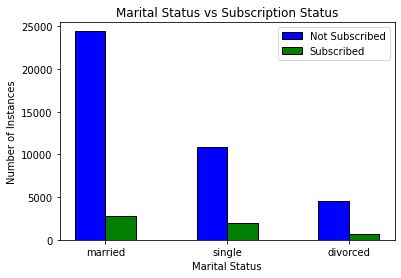 Marital Status vs Subscription Status
Not Subscribed
Subscribed
Number of Instances
25000
20000
15000
10000
5000
0
married single divorced
Marital Status